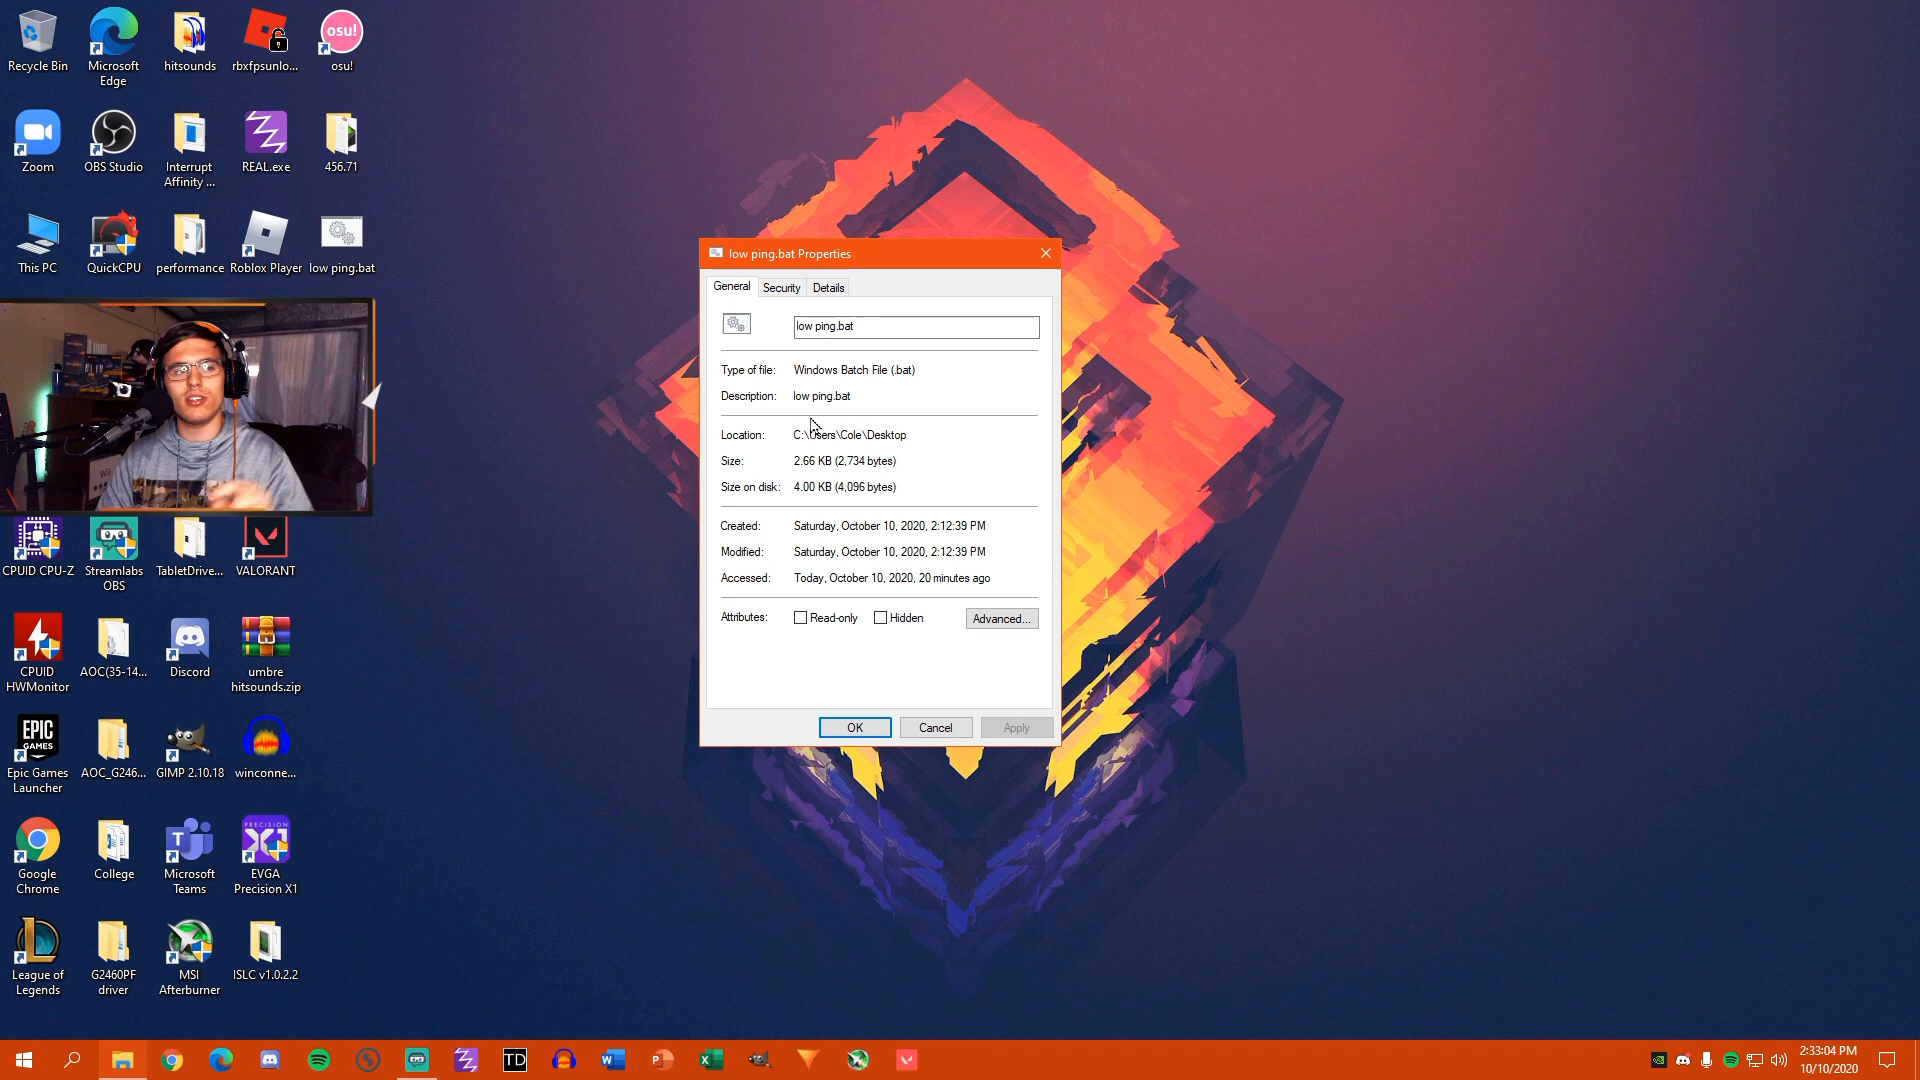 Recycle Bin
Microsoft
Edge
hitsounds
rbxfpsunlo...
osu!
osu!
Zoom
OBS Studio
Interrupt
Affinity ...
REAL.exe
456.71
This PC
QuickCPU
performance
Roblox Player
low ping.bat
CPUID CPU-Z
Streamlabs
OBS
TabletDrive...
VALORANT
CPUID
HWMonitor
AOC(35-14...
Discord
umbre
hitsounds.zip
EPIC
GAMES
Epic Games
Launcher
AOC_G246...
GIMP 2.10.18
winconne...
Google
Chrome
College
Microsoft
Teams
PRECISION
X1
EVGA
Precision X1
League of
Legends
G2460PF
driver
MSI
Afterburner
ISLC v1.0.2.2
Wii
low ping.bat Properties
General
Security
Details
low ping.bat
Type of file:
Windows Batch File (.bat)
Description:
low ping.bat
Location:
C:\Users\Cole\Desktop
Size:
2.66 KB (2,734 bytes)
Size on disk:
4.00 KB (4,096 bytes)
Created:
Saturday, October 10, 2020, 2:12:39 PM
Modified:
Saturday, October 10, 2020, 2:12:39 PM
Accessed:
Today, October 10, 2020, 20 minutes ago
Attributes:
Read-only
Hidden
Advanced...
OK
Cancel
Apply
TD
2:33:04 PM
10/10/2020